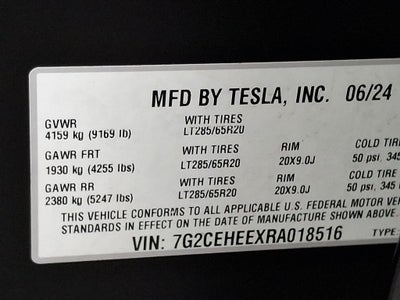 MFD BY TESLA, INC. 06/24
GVWR WITH TIRES
4159 kg (9169 lb) LT285/65R20
GAWR FRT WITH TIRES RIM COLD TIRE
1930 kg (4255 lb) LT285/65R20 20X9.0J 50 psi, 345
GAWR RR WITH TIRES RIM COLD TIRE
2380 kg (5247 lb) LT285/65R20 20X9.0J 50 psi, 345
THIS VEHICLE CONFORMS TO ALL APPLICABLE U.S. FEDERAL MOTOR
STANDARDS IN EFFECT ON THE DATE OF MANUFACTURE SHOWN ABOVE.
VIN: 7G2CEHEEXRA018516 TYPE